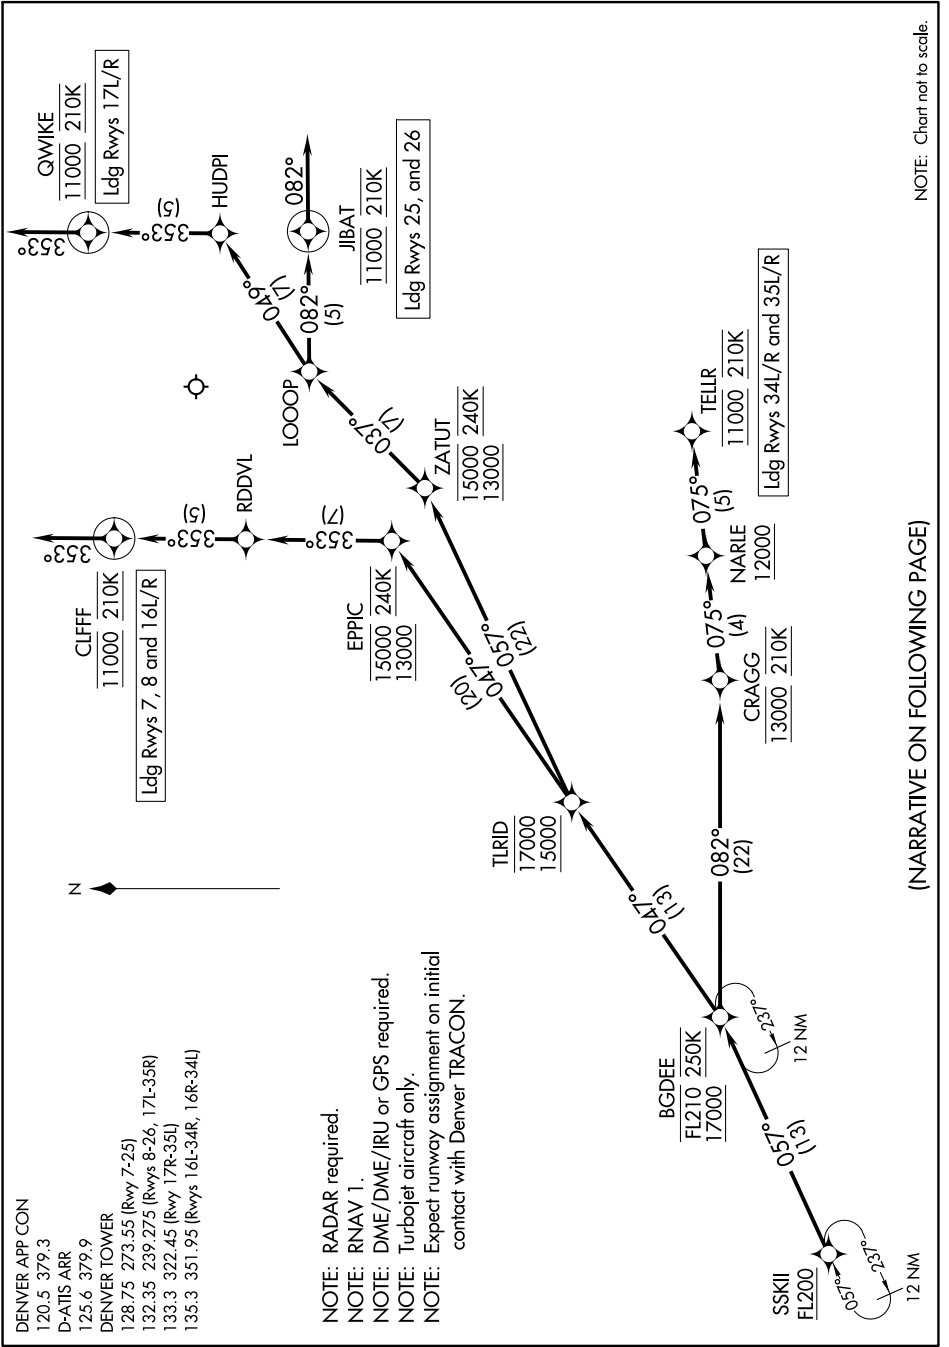 DENVER APP CON
120.5 379.3
D-ATIS ARR
125.6 379.9
DENVER TOWER
128.75 273.55 (Rwy 7-25)
132.35 239.275 (Rwys 8-26, 17L-35R)
133.3 322.45 (Rwy 17R-35L)
135.3 351.95 (Rwys 16L-34R, 16R-34L)
NOTE: RADAR required.
NOTE: RNAV 1.
NOTE: DME/DME/IRU or GPS required.
NOTE: Turbojet aircraft only.
NOTE: Expect runway assignment on initial
contact with Denver TRACON.
N
SSKII
FL200
057°
237°
12 NM
057°
(13)
BGDEE
FL210 250K
17000
237°
12 NM
047°
(13)
082°
(22)
TLRID
17000
15000
047°
(20)
057°
(22)
EPPIC
15000 240K
13000
353°
(7)
RDDVL
353°
(5)
CLFFF
11000 210K
Ldg Rwys 7, 8 and 16L/R
353°
ZATUT
15000 240K
13000
037°
(7)
LOOOP
049°
(7)
HUDPI
353°
(5)
QWIKE
11000 210K
Ldg Rwys 17L/R
353°
082°
(5)
JIBAT
11000 210K
Ldg Rwys 25, and 26
082°
CRAGG
13000 210K
075°
(4)
NARLE
12000
075°
(5)
TELLR
11000 210K
Ldg Rwys 34L/R and 35L/R
(NARRATIVE ON FOLLOWING PAGE)
NOTE: Chart not to scale.